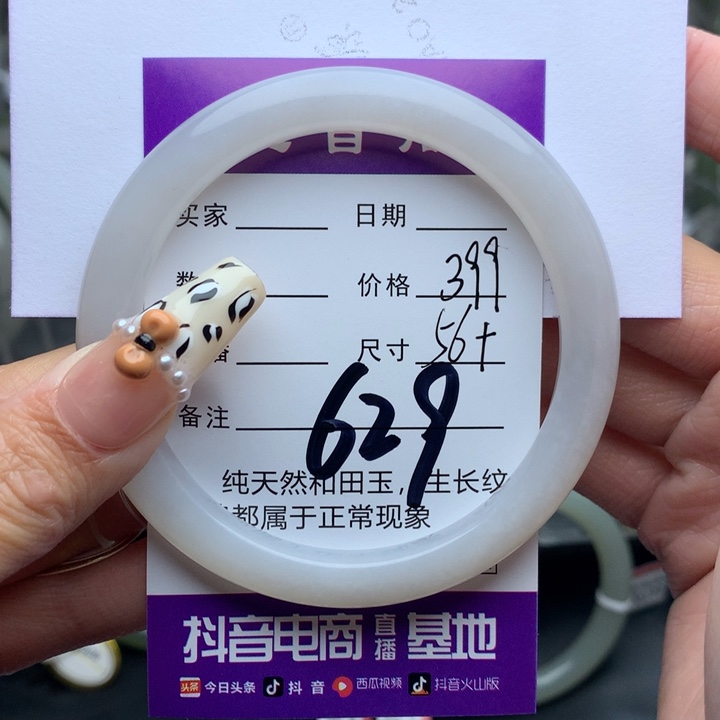 买家 日期
价格 399
尺寸 56+
备注
629
纯天然和田玉，生长纹
都属于正常现象
抖音电商直播基地
头条 今日头条 抖音 西瓜视频 抖音火山版